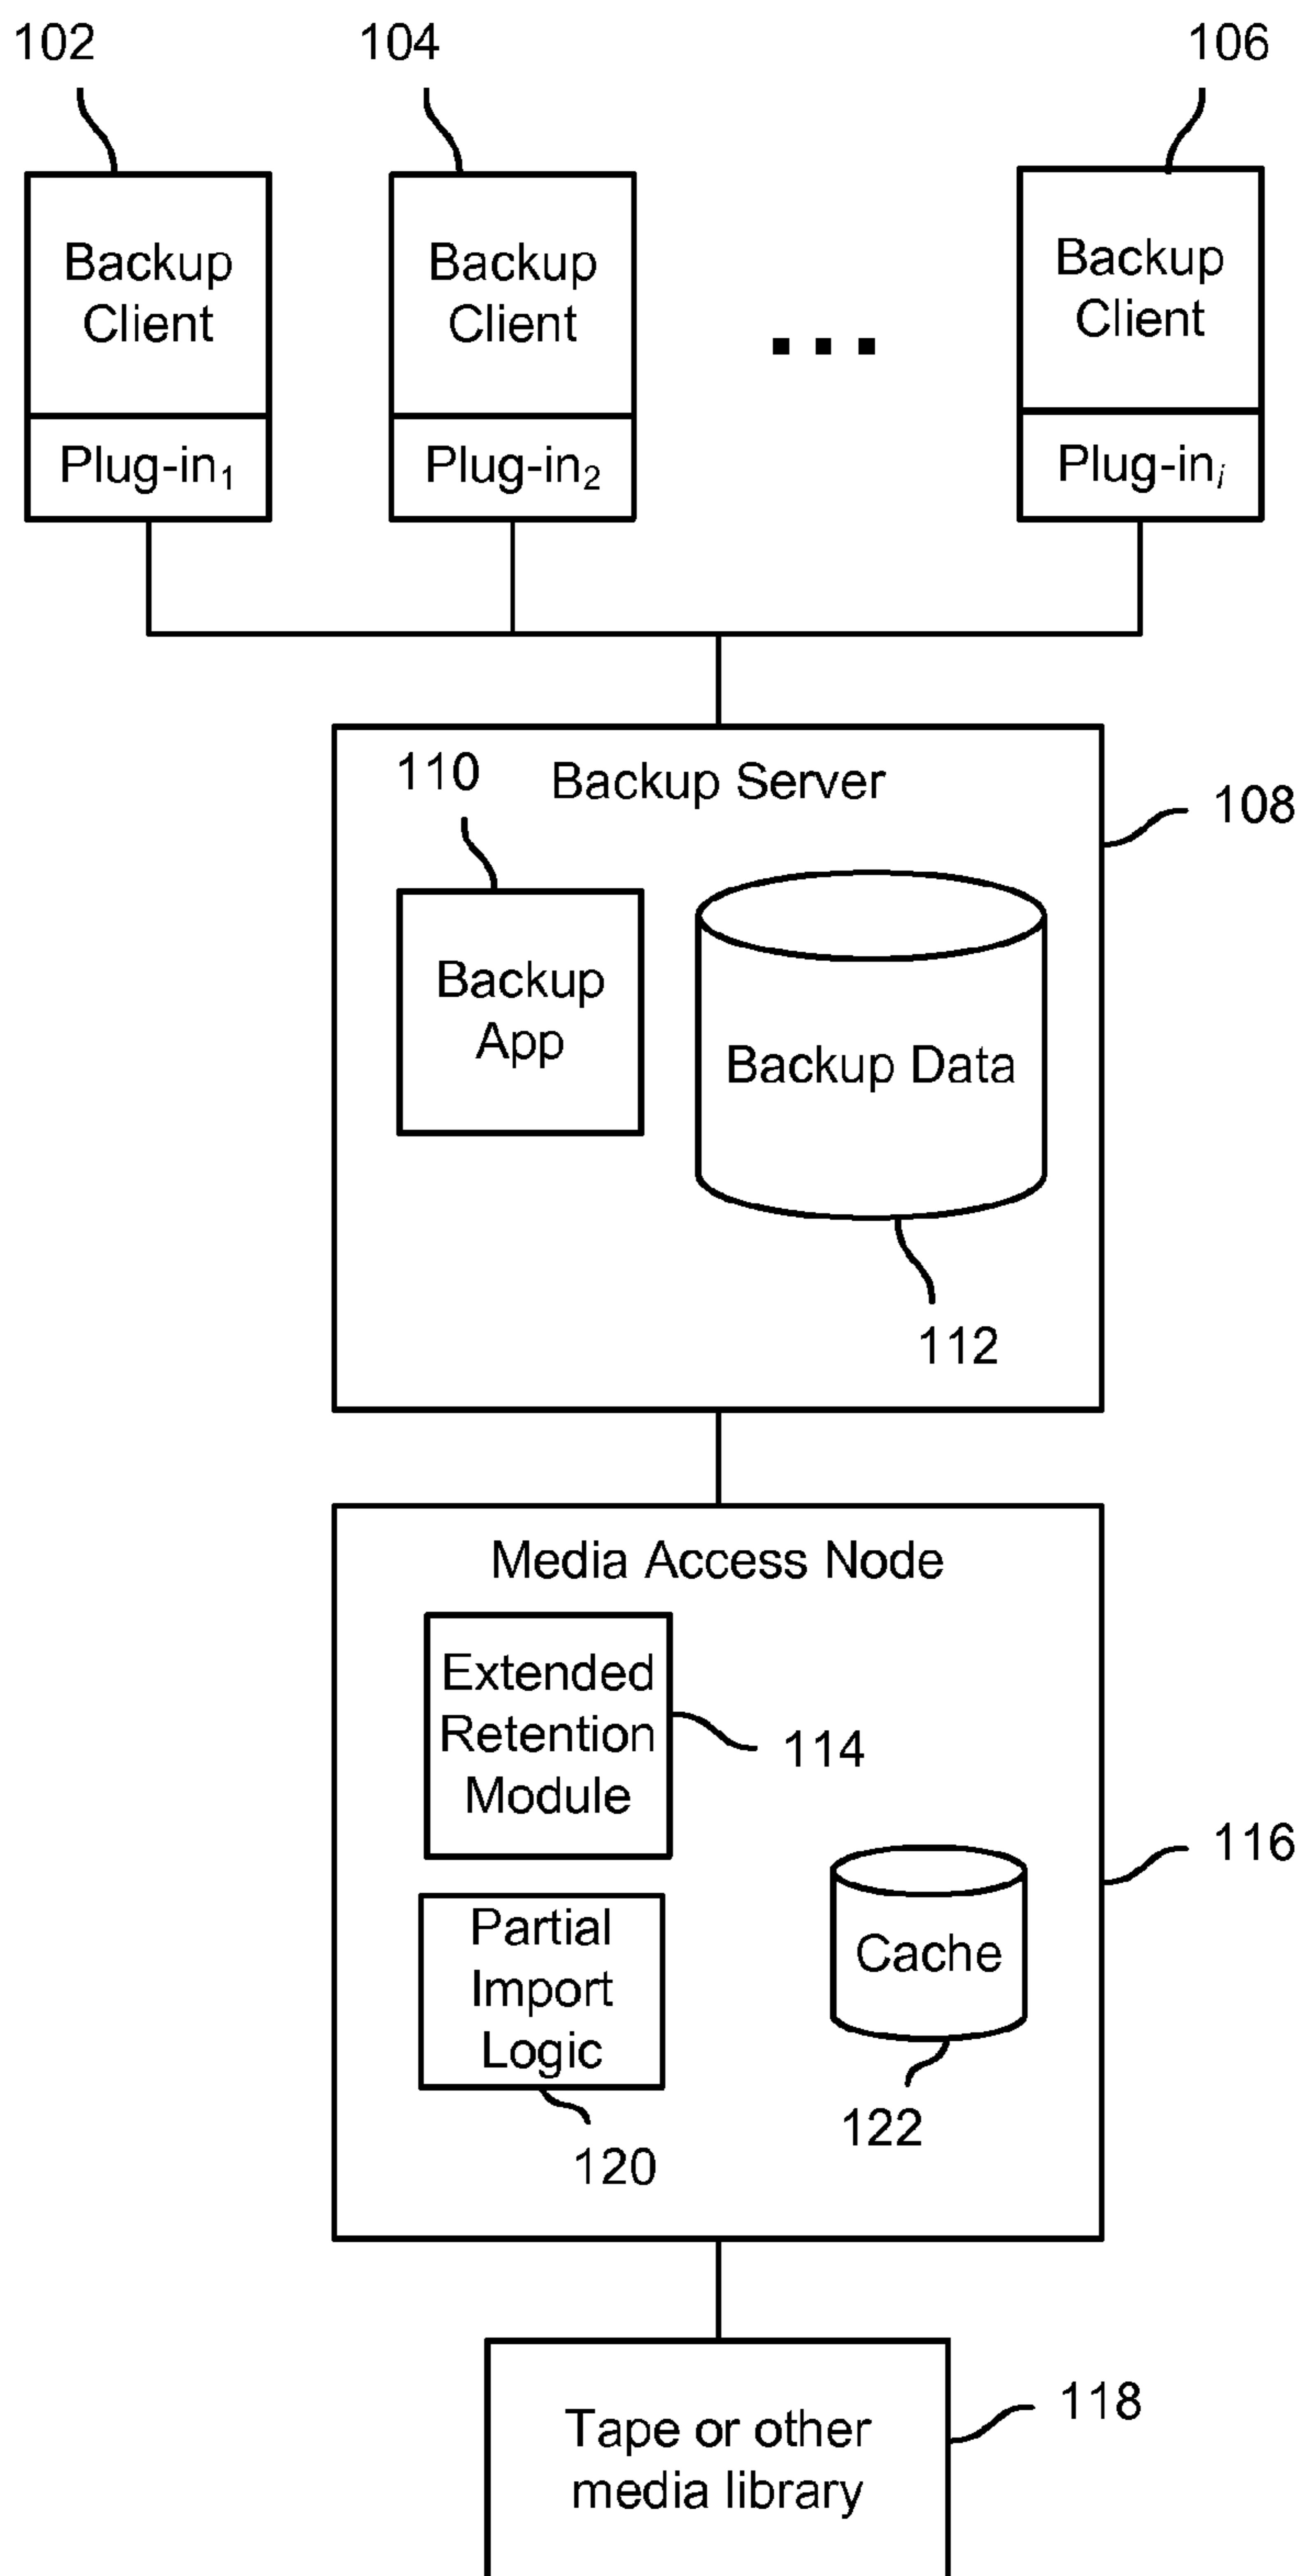 102
104
106
Backup
Client
Plug-in₁
Backup
Client
Plug-in₂
Backup
Client
Plug-inᵢ
Backup Server
108
110
Backup
App
Backup Data
112
Media Access Node
116
Extended
Retention
Module
114
Partial
Import
Logic
120
Cache
122
Tape or other
media library
118